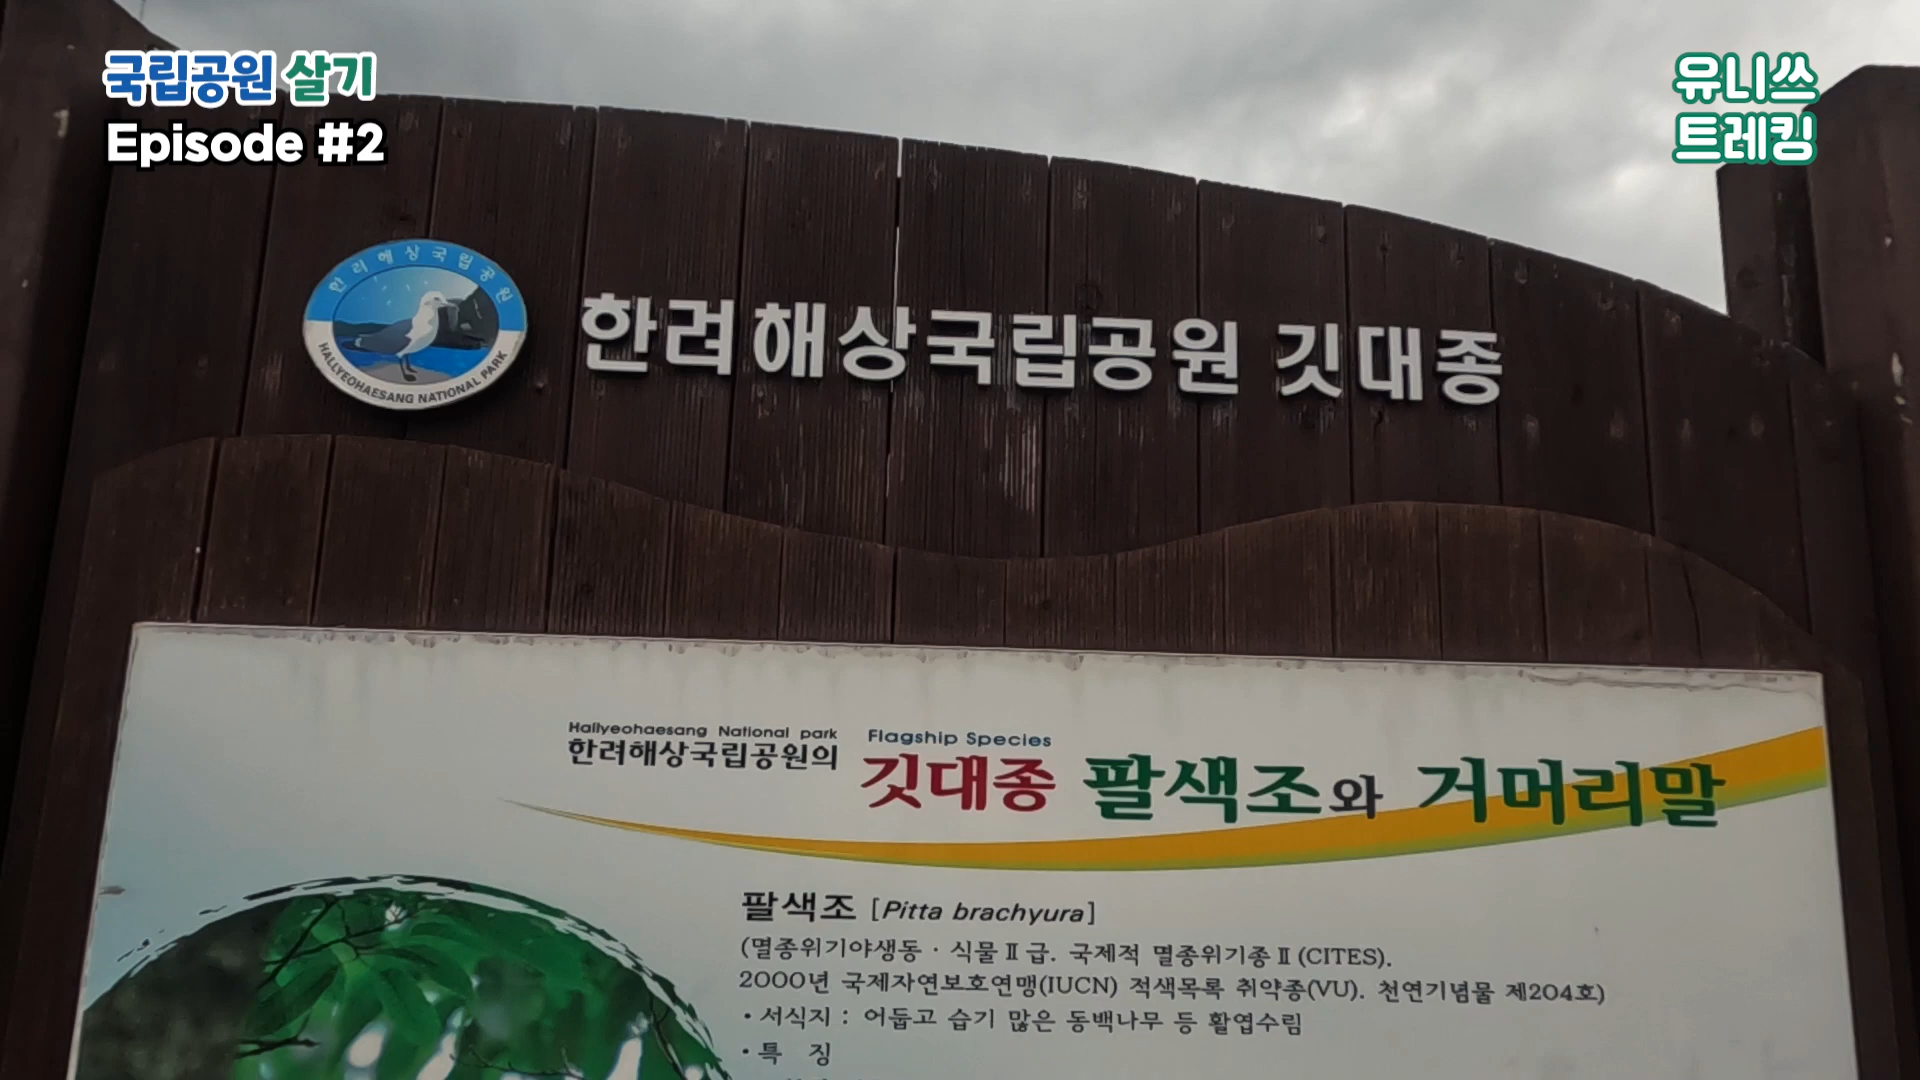 국립공원 살기
Episode #2
유니쓰
트레킹
한려해상국립공원
HALLYEOHAESANG NATIONAL PARK
한려해상국립공원 깃대종
Hallyeohaesang National park
한려해상국립공원의
Flagship Species
깃대종 팔색조와 거머리말
팔색조 [Pitta brachyura]
(멸종위기야생동·식물Ⅱ급. 국제적 멸종위기종Ⅱ(CITES).
2000년 국제자연보호연맹(IUCN) 적색목록 취약종(VU). 천연기념물 제204호)
•서식지 : 어둡고 습기 많은 동백나무 등 활엽수림
•특 징